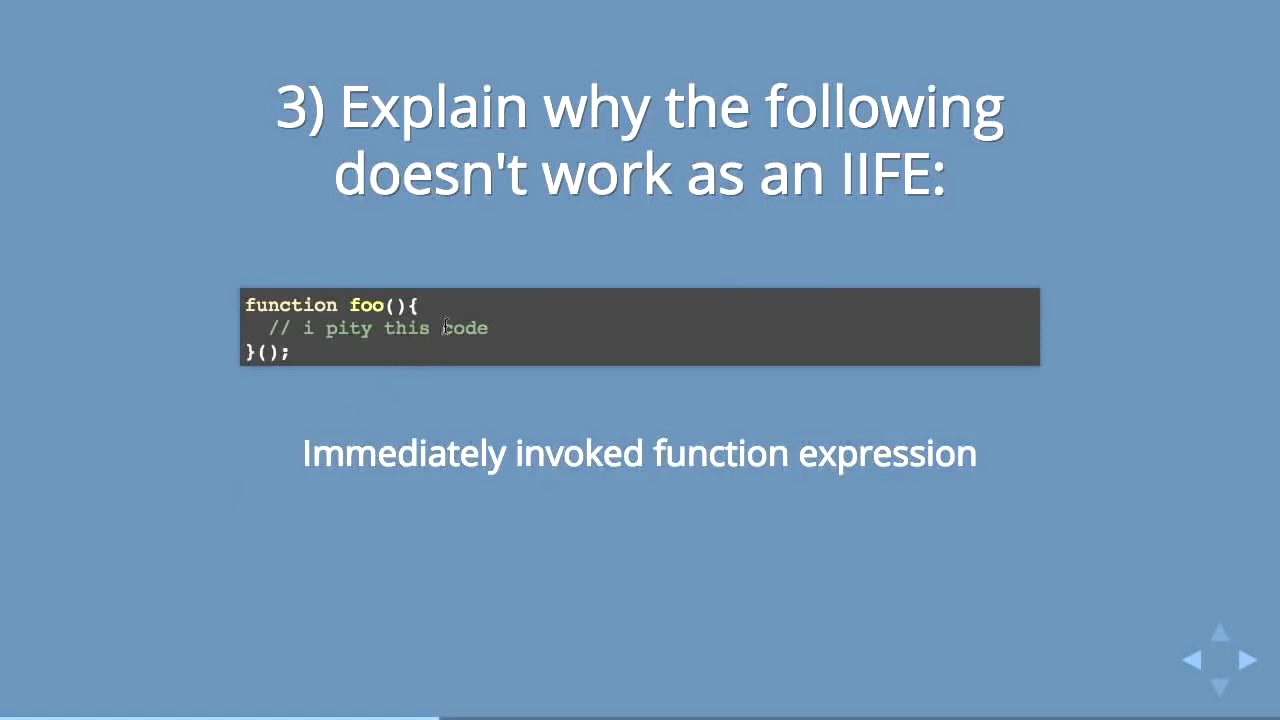 3) Explain why the following
doesn't work as an IIFE:
function foo(){
// i pity this code
}();
Immediately invoked function expression